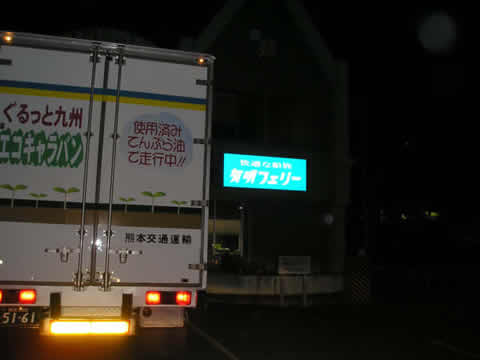 ぐるっと九州
エコキャラバン
使用済み
てんぷら油
で走行中!!
熊本交通運輸
51-61
快適な船旅
有明フェリー